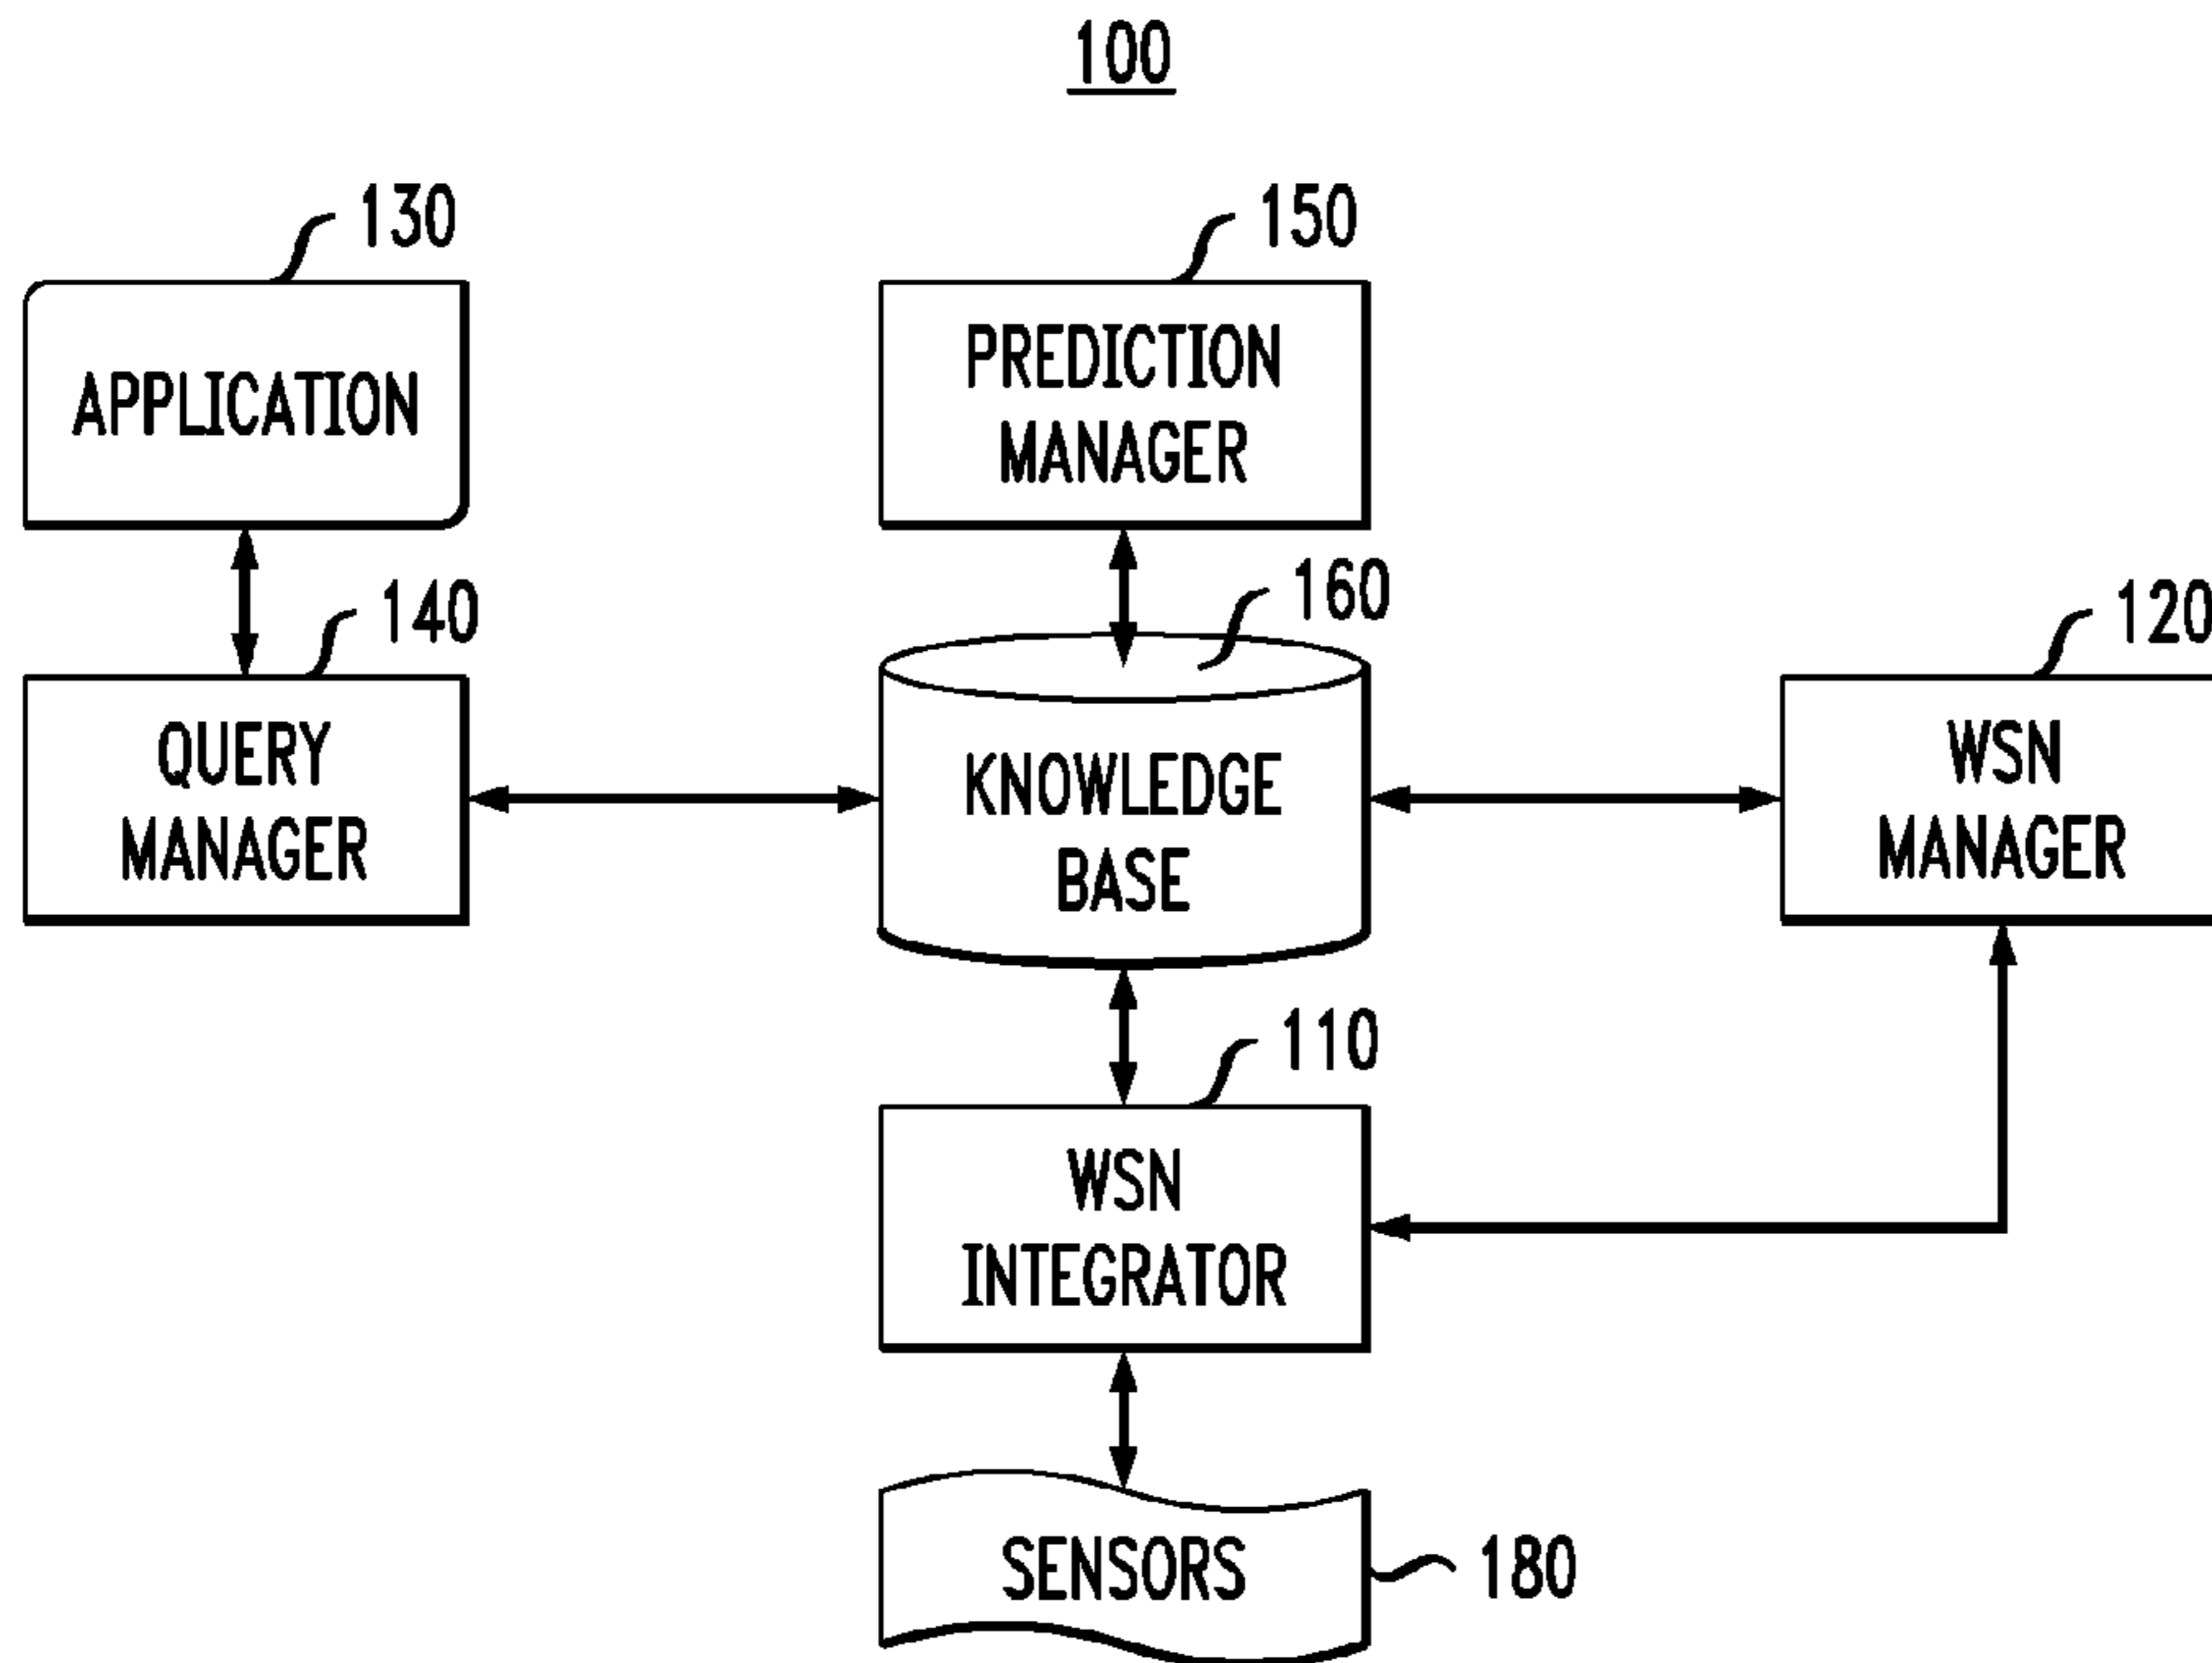 100
130
150
APPLICATION
PREDICTION
MANAGER
140
160
120
QUERY
MANAGER
KNOWLEDGE
BASE
WSN
MANAGER
110
WSN
INTEGRATOR
SENSORS
180